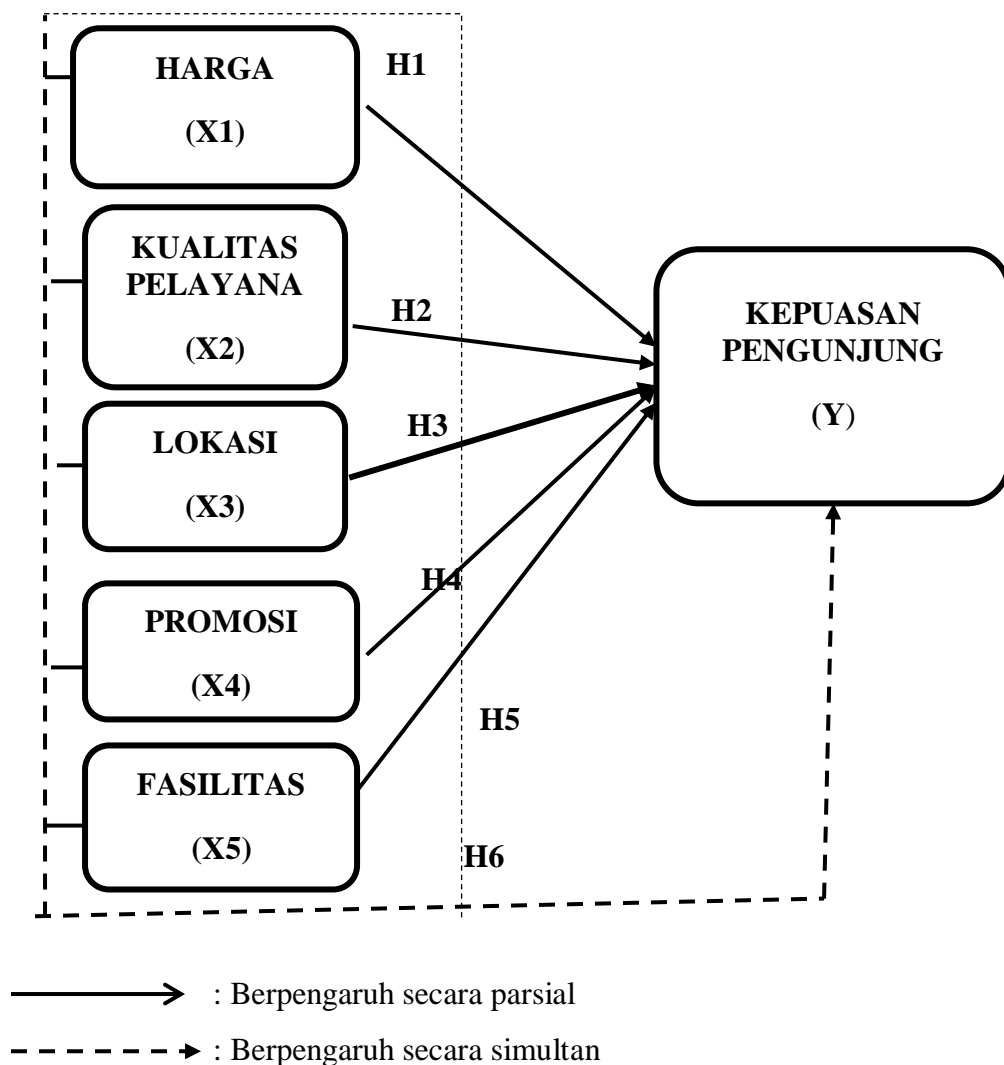 HARGA
(X1)
H1
KUALITAS
PELAYANA
(X2)
H2
LOKASI
(X3)
H3
PROMOSI
(X4)
H4
FASILITAS
(X5)
H5
H6
KEPUASAN
PENGUNJUNG
(Y)
: Berpengaruh secara parsial
: Berpengaruh secara simultan